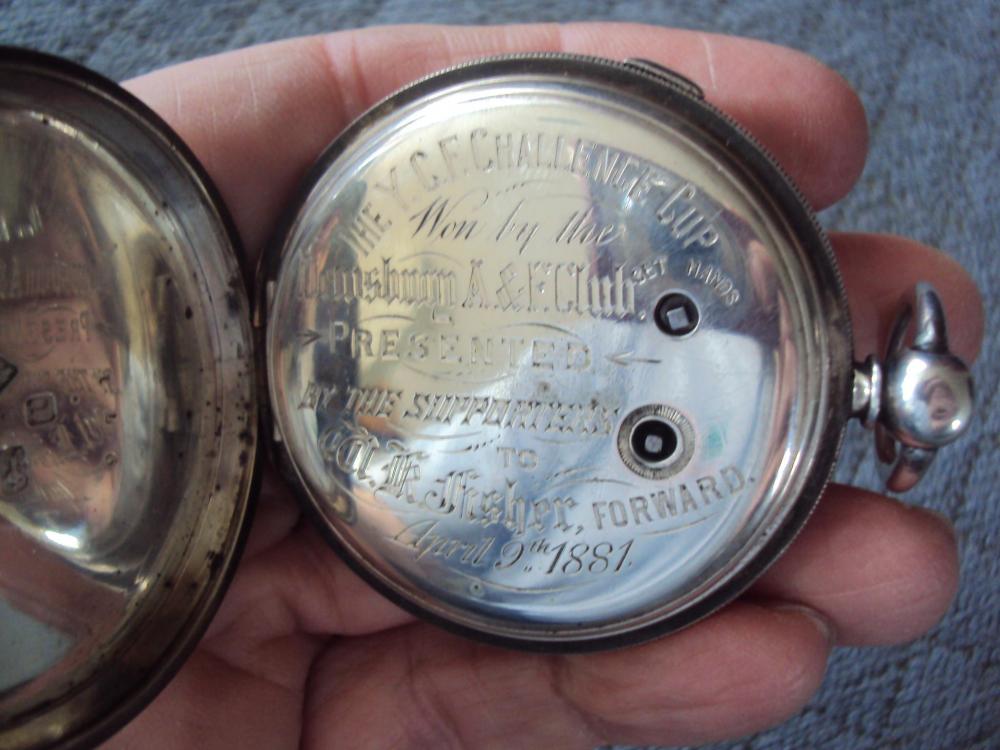 THE Y.C.F. CHALLENGE CUP
Won by the
Dewsbury A.&F.Club.
SET HANDS
PRESENTED
BY THE SUPPORTERS
TO
Fisher, FORWARD.
April 9th 1881.